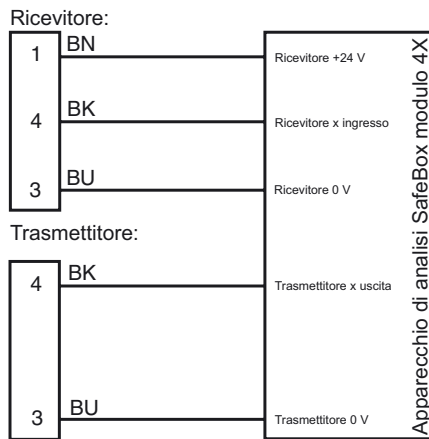 Ricevitore:
1 BN Ricevitore +24 V
4 BK Ricevitore x ingresso
3 BU Ricevitore 0 V
Trasmettitore:
4 BK Trasmettitore x uscita
3 BU Trasmettitore 0 V
Apparecchio di analisi SafeBox modulo 4X